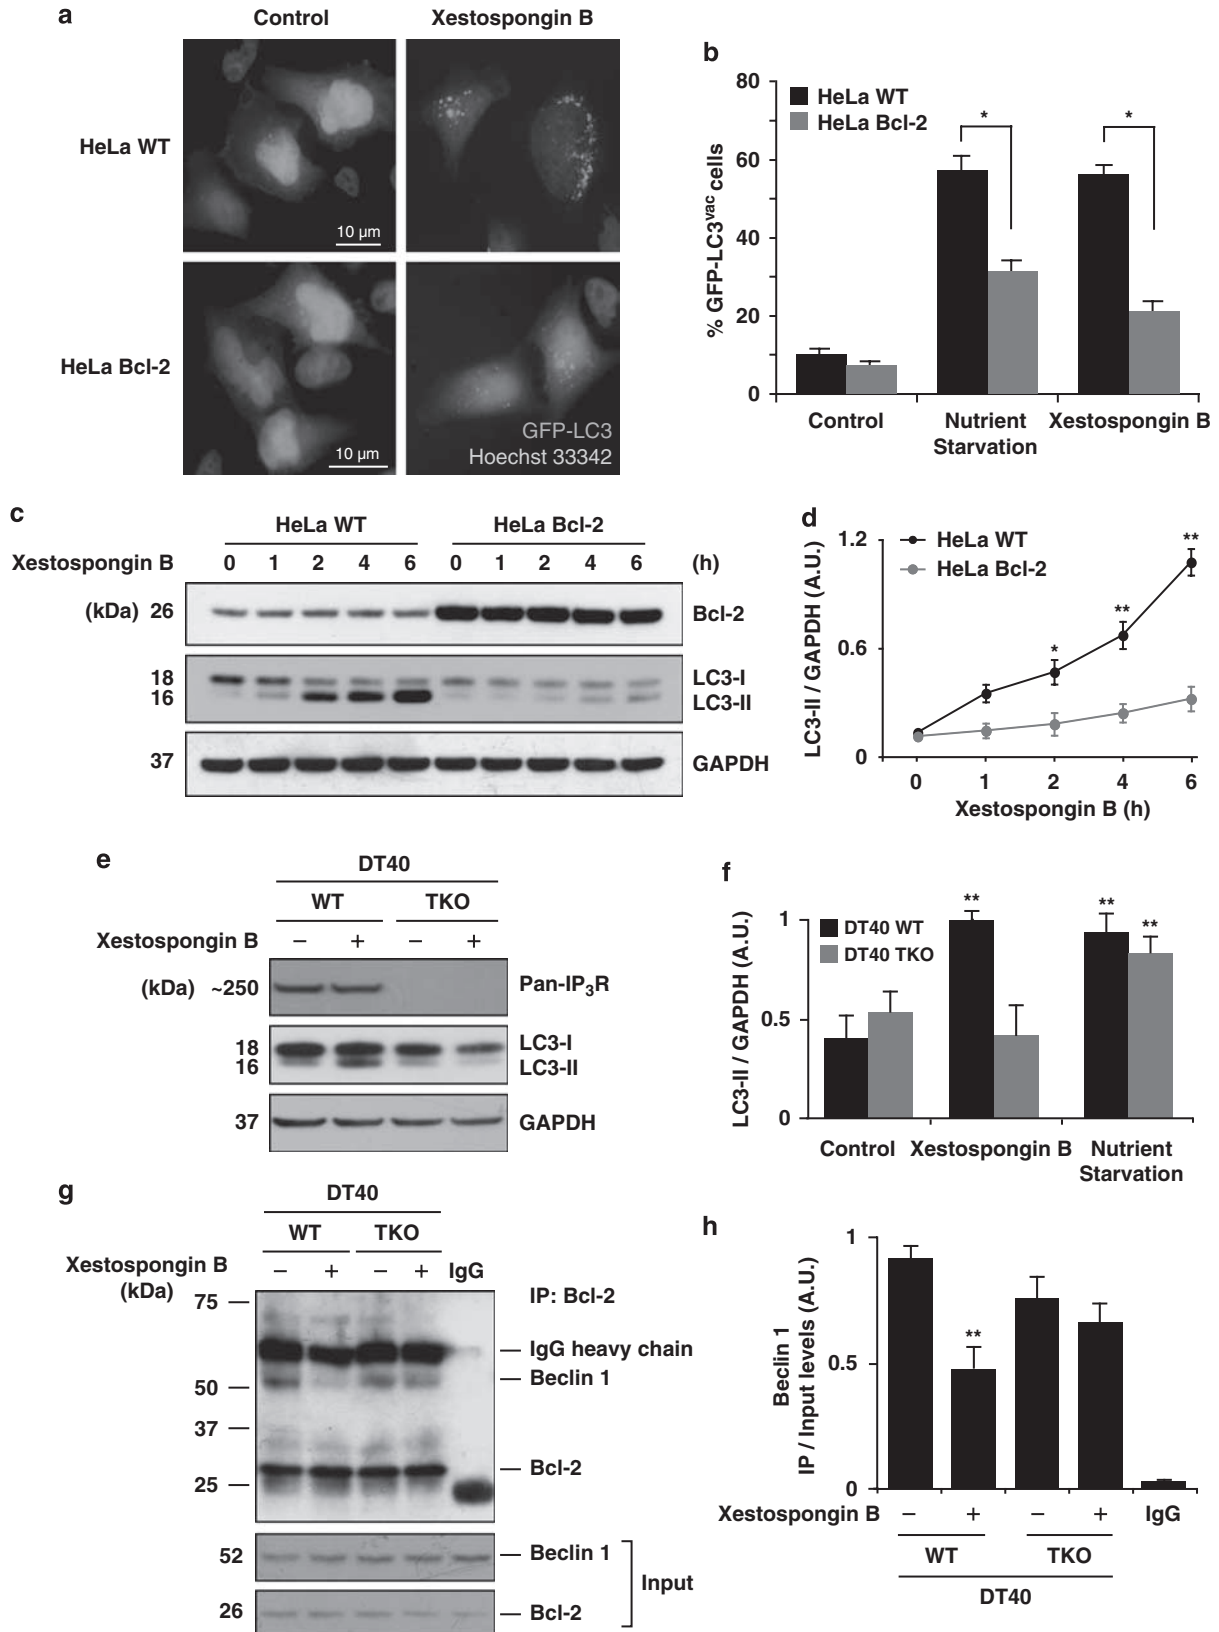 a
Control
Xestospongin B
HeLa WT
10 µm
HeLa Bcl-2
10 µm
GFP-LC3
Hoechst 33342
b
80
60
40
20
0
% GFP-LC3vac cells
HeLa WT
HeLa Bcl-2
*
*
Control
Nutrient
Starvation
Xestospongin B
c
HeLa WT
HeLa Bcl-2
Xestospongin B 0 1 2 4 6 0 1 2 4 6 (h)
(kDa) 26 Bcl-2
18 LC3-I
16 LC3-II
37 GAPDH
d
LC3-II / GAPDH (A.U.)
1.2
0.6
0
HeLa WT
HeLa Bcl-2
*
**
**
0 1 2 4 6
Xestospongin B (h)
e
DT40
WT TKO
Xestospongin B − + − +
(kDa) ~250 Pan-IP3R
18 LC3-I
16 LC3-II
37 GAPDH
f
LC3-II / GAPDH (A.U.)
1
0.5
0
DT40 WT
DT40 TKO
**
**
**
Control Xestospongin B Nutrient
Starvation
g
DT40
WT TKO
Xestospongin B − + − + IgG
(kDa)
IP: Bcl-2
75
IgG heavy chain
Beclin 1
50
37
Bcl-2
25
52 Beclin 1
Input
26 Bcl-2
h
Beclin 1
IP / Input levels (A.U.)
1
0.5
0
**
Xestospongin B − + − + IgG
WT TKO
DT40